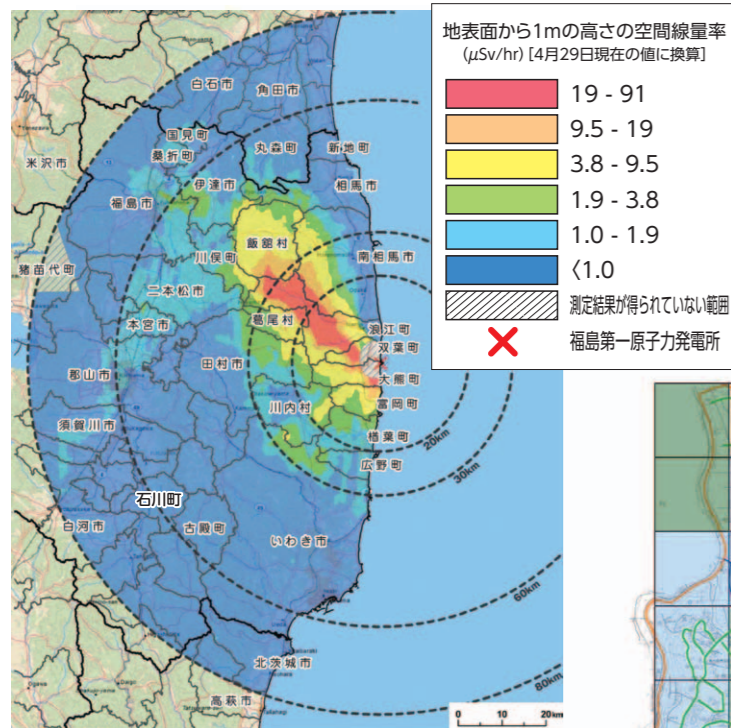 地表面から1mの高さの空間線量率
(μSv/hr) [4月29日現在の値に換算]
19 - 91
9.5 - 19
3.8 - 9.5
1.9 - 3.8
1.0 - 1.9
〈1.0
測定結果が得られていない範囲
福島第一原子力発電所
白石市
角田市
国見町
桑折町
丸森町
新地町
米沢市
伊達市
相馬市
福島市
飯舘村
川俣町
南相馬市
猪苗代町
二本松市
葛尾村
浪江町
本宮市
双葉町
田村市
大熊町
郡山市
川内村
富岡町
須賀川市
楢葉町
20km
広野町
30km
石川町
白河市
古殿町
いわき市
60km
北茨城市
80km
高萩市
0
10
20km